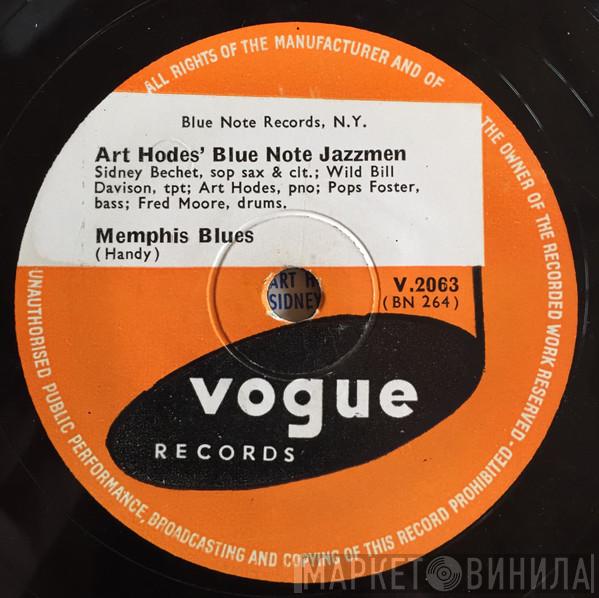 ALL RIGHTS OF THE MANUFACTURER AND OF THE OWNER OF THE RECORDED WORK RESERVED -
UNAUTHORISED PUBLIC PERFORMANCE, BROADCASTING AND COPYING OF THIS RECORD PROHIBITED -
Blue Note Records, N.Y.
Art Hodes' Blue Note Jazzmen
Sidney Bechet, sop sax & clt.; Wild Bill
Davison, tpt; Art Hodes, pno; Pops Foster,
bass; Fred Moore, drums.
Memphis Blues
(Handy)
ART H
SIDNEY
V.2063
(BN 264)
vogue
RECORDS
МАРКЕТ ВИНИЛА